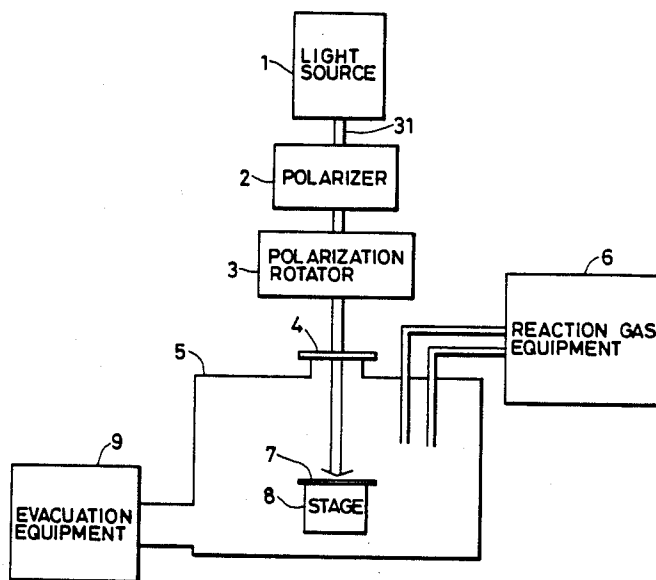 1
LIGHT
SOURCE
31
2
POLARIZER
3
POLARIZATION
ROTATOR
6
4
REACTION GAS
EQUIPMENT
5
7
8
STAGE
9
EVACUATION
EQUIPMENT